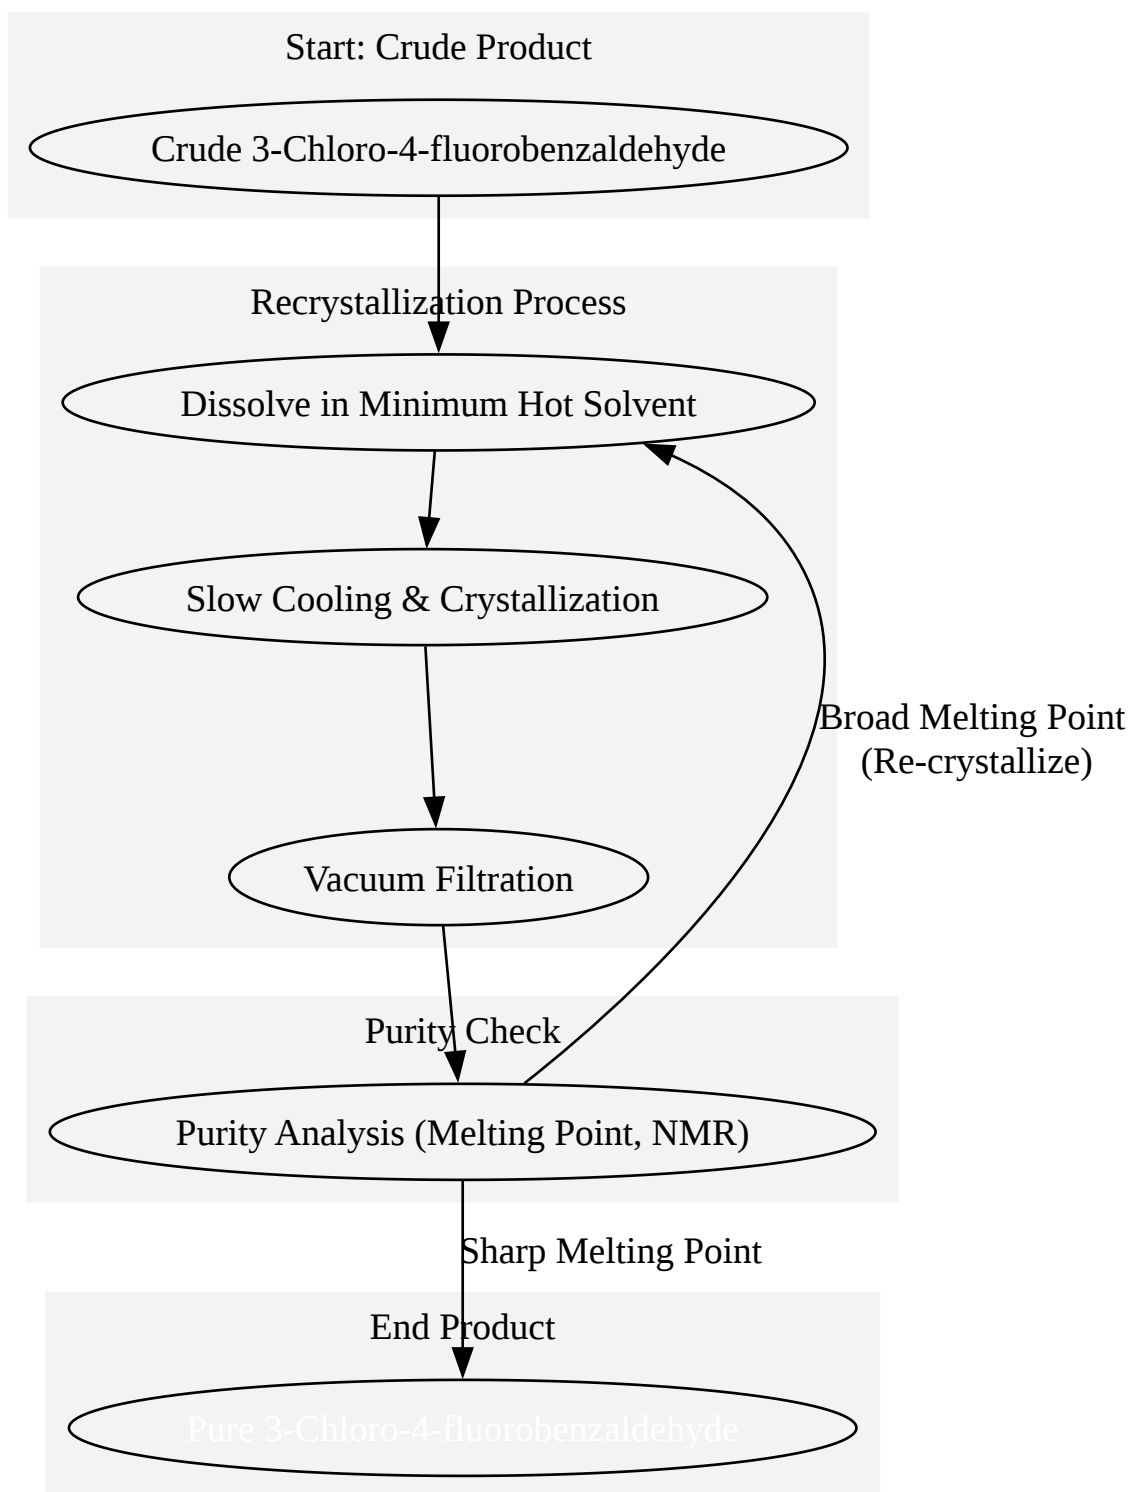 Start: Crude Product
Crude 3-Chloro-4-fluorobenzaldehyde
Recrystallization Process
Dissolve in Minimum Hot Solvent
Slow Cooling & Crystallization
Broad Melting Point
(Re-crystallize)
Vacuum Filtration
Purity Check
Purity Analysis (Melting Point, NMR)
Sharp Melting Point
End Product
Pure 3-Chloro-4-fluorobenzaldehyde